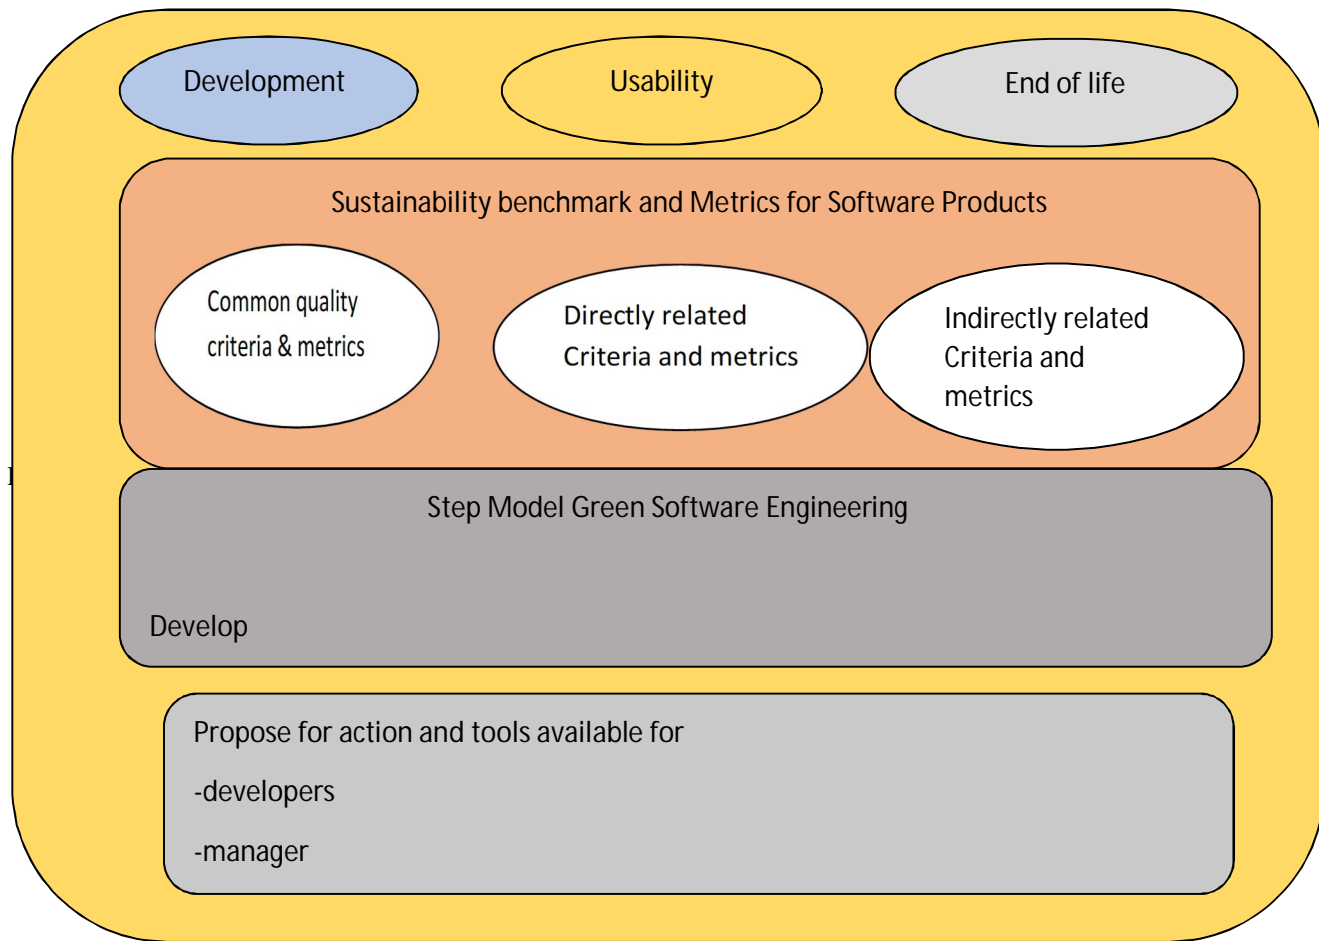 Development
Usability
End of life
Sustainability benchmark and Metrics for Software Products
Common quality
criteria & metrics
Directly related
Criteria and metrics
Indirectly related
Criteria and
metrics
Step Model Green Software Engineering
Develop
Propose for action and tools available for
-developers
-manager